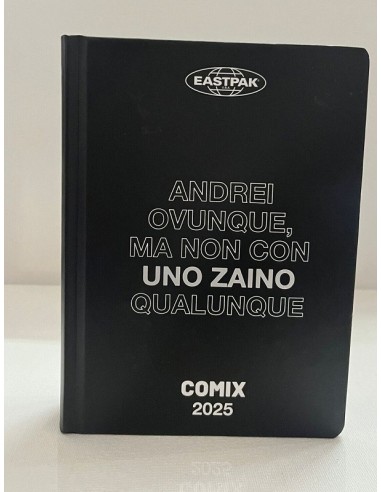 EASTPAK
ANDREI
OVUNQUE,
MA NON CON
UNO ZAINO
QUALUNQUE
COMIX
2025